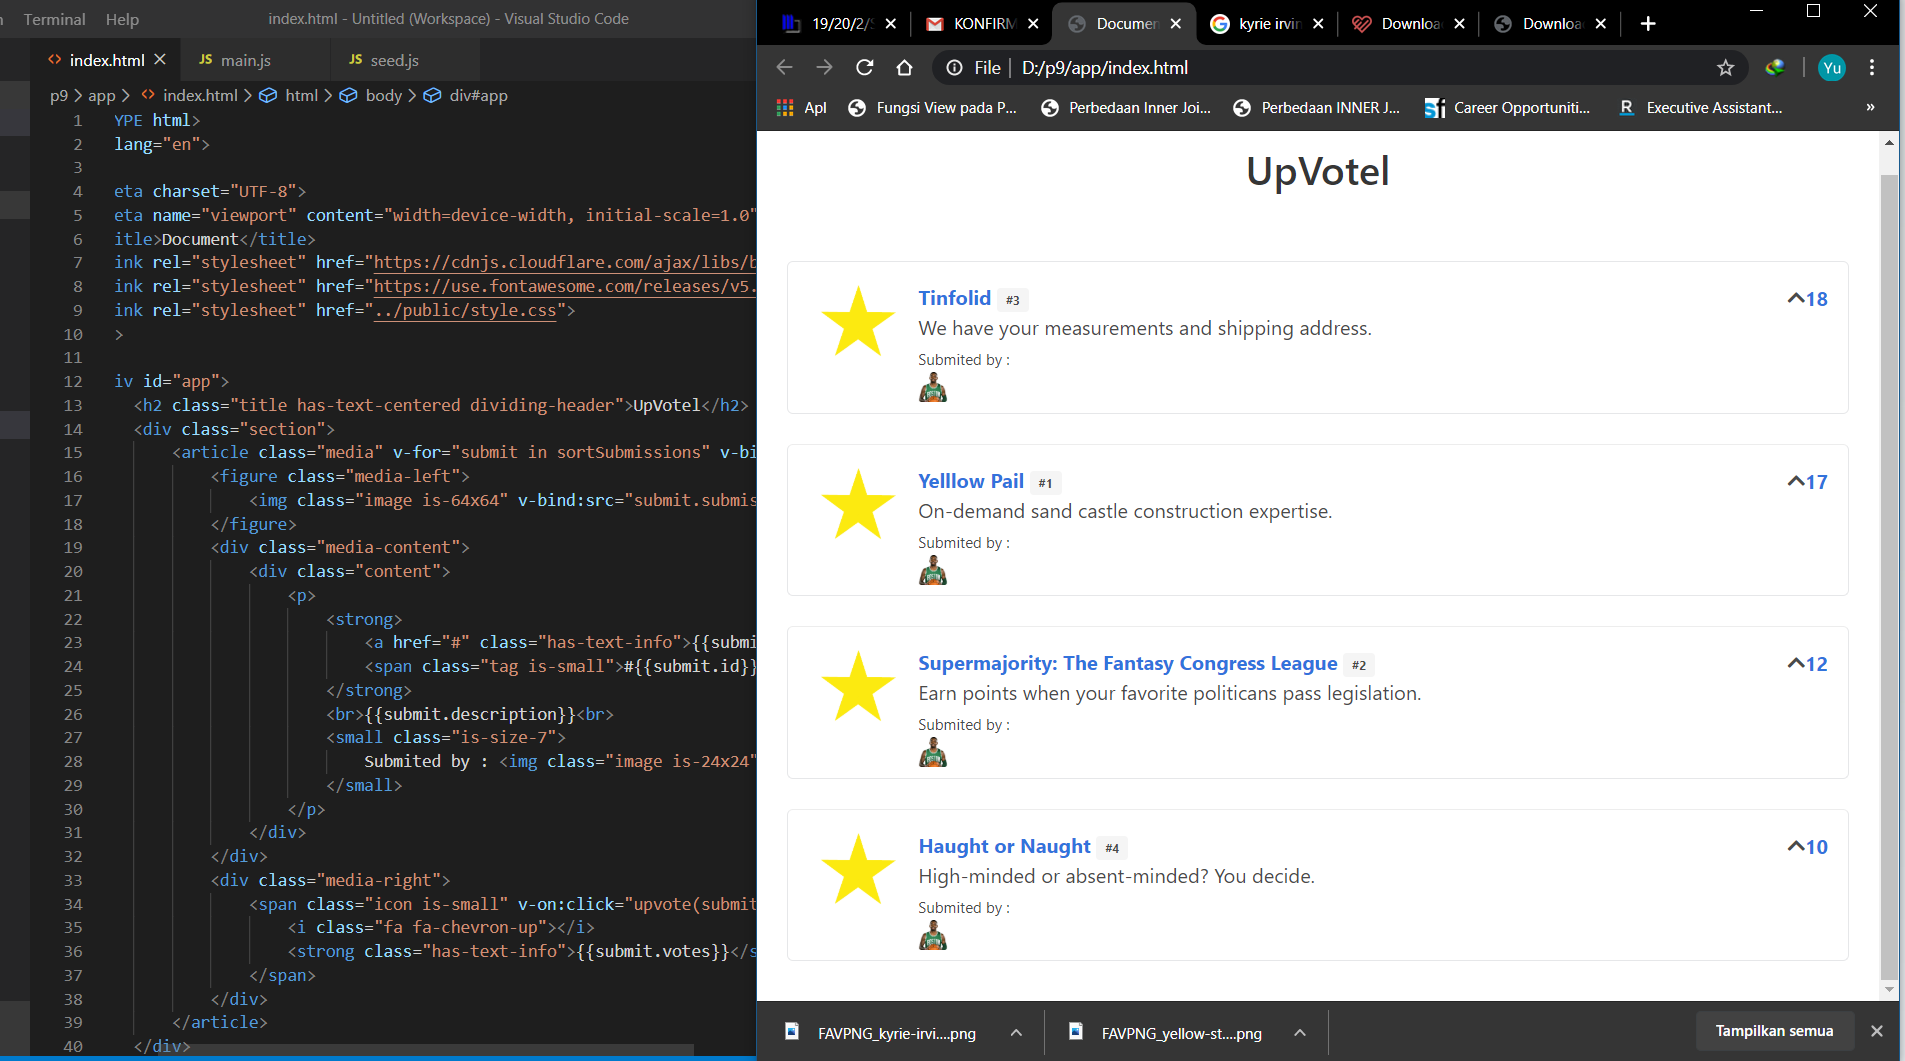 Terminal Help index.html - Untitled (Workspace) - Visual Studio Code
index.html JS main.js JS seed.js
p9 > app > index.html > html > body > div#app
1 YPE html>
2 lang="en">
3
4 eta charset="UTF-8">
5 eta name="viewport" content="width=device-width, initial-scale=1.0"
6 itle>Document</title>
7 ink rel="stylesheet" href="https://cdnjs.cloudflare.com/ajax/libs/b
8 ink rel="stylesheet" href="https://use.fontawesome.com/releases/v5.
9 ink rel="stylesheet" href="../public/style.css">
10 >
11
12 iv id="app">
13 <h2 class="title has-text-centered dividing-header">UpVotel</h2>
14 <div class="section">
15 <article class="media" v-for="submit in sortSubmissions" v-bi
16 <figure class="media-left">
17 <img class="image is-64x64" v-bind:src="submit.submis
18 </figure>
19 <div class="media-content">
20 <div class="content">
21 <p>
22 <strong>
23 <a href="#" class="has-text-info">{{submi
24 <span class="tag is-small">#{{submit.id}}
25 </strong>
26 <br>{{submit.description}}<br>
27 <small class="is-size-7">
28 Submited by : <img class="image is-24x24"
29 </small>
30 </p>
31 </div>
32 </div>
33 <div class="media-right">
34 <span class="icon is-small" v-on:click="upvote(submit
35 <i class="fa fa-chevron-up"></i>
36 <strong class="has-text-info">{{submit.votes}}</s
37 </span>
38 </div>
39 </article>
40 </div>
19/20/2/S KONFIRM Documen kyrie irvin Downloa Downloa
File D:/p9/app/index.html Yu
Apl Fungsi View pada P... Perbedaan Inner Joi... Perbedaan INNER J... Career Opportuniti... R Executive Assistant... »
UpVotel
Tinfolid #3 18
We have your measurements and shipping address.
Submited by :
Yelllow Pail #1 17
On-demand sand castle construction expertise.
Submited by :
Supermajority: The Fantasy Congress League #2 12
Earn points when your favorite politicans pass legislation.
Submited by :
Haught or Naught #4 10
High-minded or absent-minded? You decide.
Submited by :
FAVPNG_kyrie-irvi....png FAVPNG_yellow-st....png Tampilkan semua